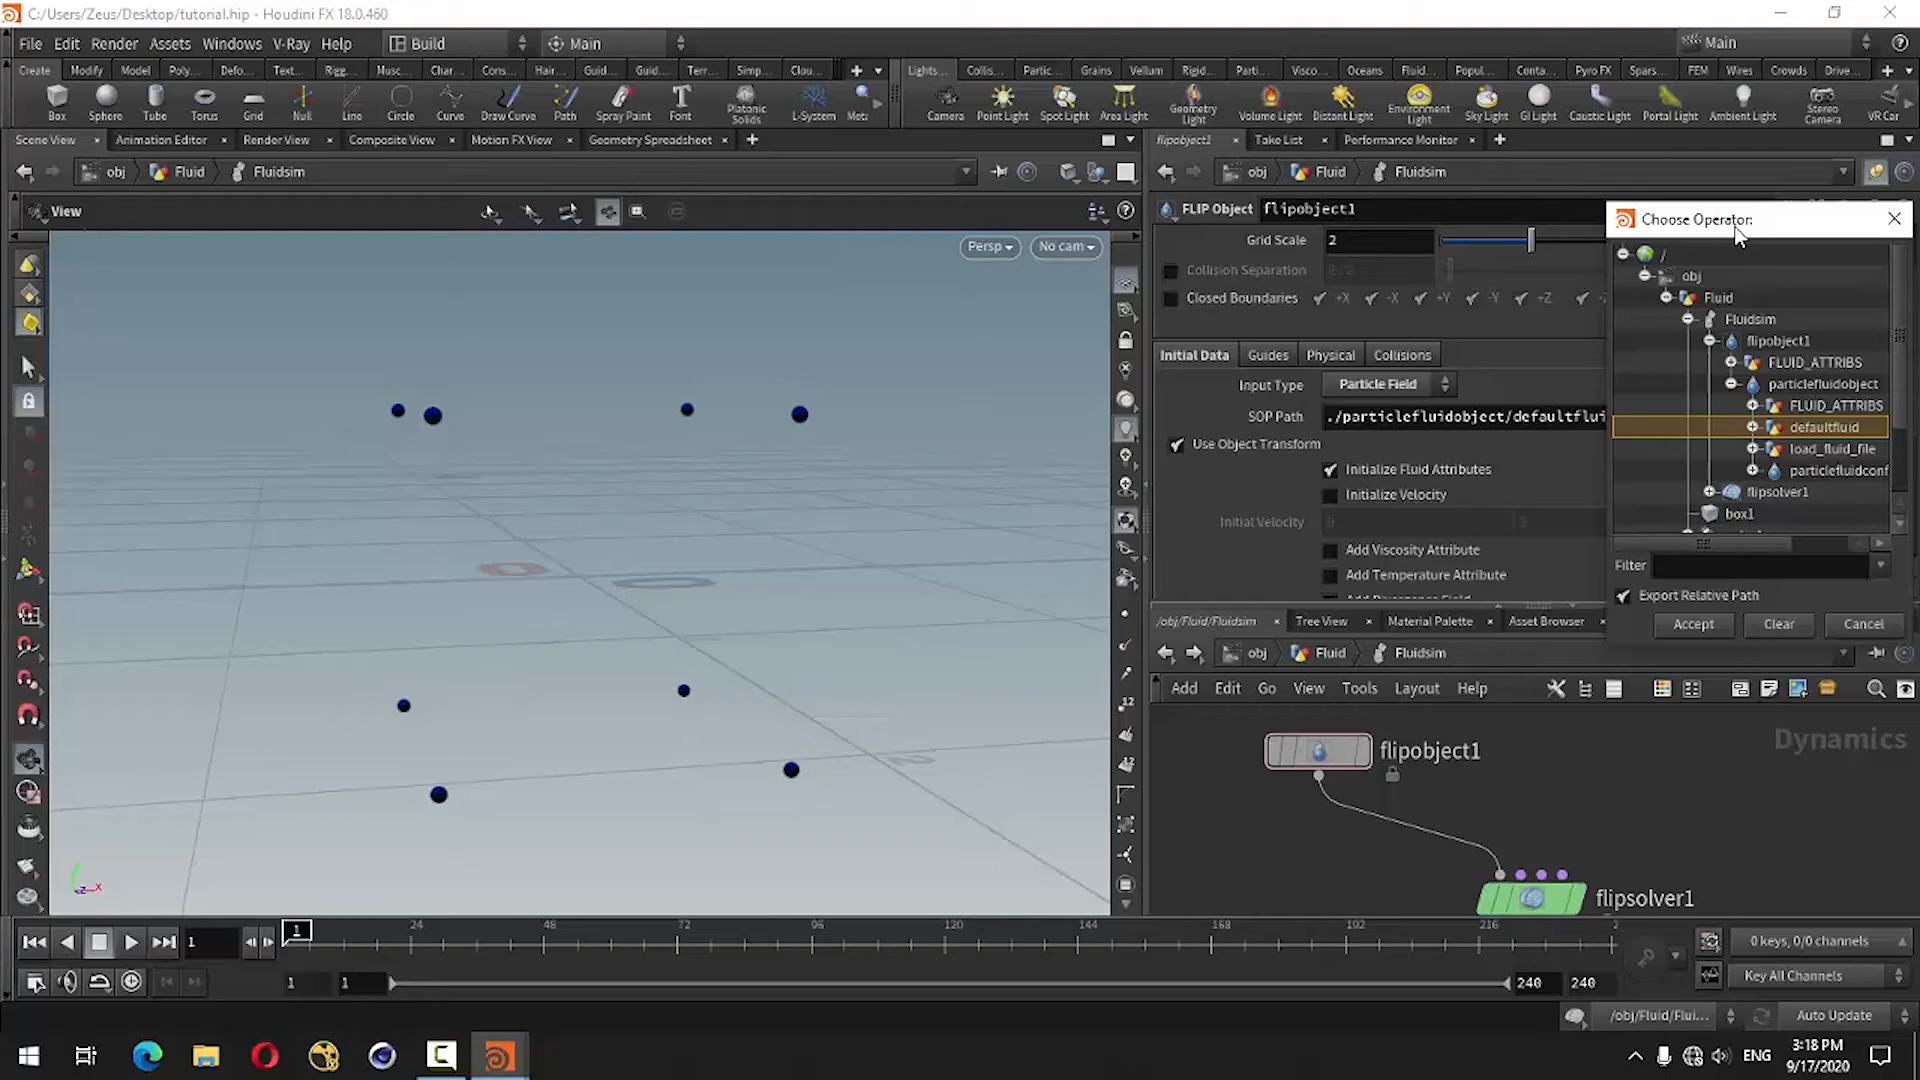 C:/Users/Zeus/Desktop/tutorial.hip - Houdini FX 18.0.460
File Edit Render Assets Windows V-Ray Help Build Main Main
Create Modify Model Poly... Defo... Text... Rigg... Musc... Char... Cons... Hair... Guid... Guid... Terr... Simp... Clou... Lights... Collis... Partic... Grains Vellum Rigid... Parti... Visco... Oceans Fluid... Popul... Conta... Pyro FX Spars... FEM Wires Crowds Drive...
Box Sphere Tube Torus Grid Null Line Circle Curve Draw Curve Path Spray Paint Font Platonic Solids L-System Meta Camera Point Light Spot Light Area Light Geometry Light Volume Light Distant Light Environment Light Sky Light GI Light Caustic Light Portal Light Ambient Light Stereo Camera VR Car
Scene View Animation Editor Render View Composite View Motion FX View Geometry Spreadsheet flipobject1 Take List Performance Monitor
obj Fluid Fluidsim obj Fluid Fluidsim
View
FLIP Object flipobject1
Persp No cam
Grid Scale 2
Collision Separation
Closed Boundaries +X -X +Y -Y +Z
Initial Data Guides Physical Collisions
Input Type Particle Field
SOP Path ./particlefluidobject/defaultflui
Use Object Transform
Initialize Fluid Attributes
Initialize Velocity
Initial Velocity
Add Viscosity Attribute
Add Temperature Attribute
Choose Operator:
/
obj
Fluid
Fluidsim
flipobject1
FLUID_ATTRIBS
particlefluidobject
FLUID_ATTRIBS
defaultfluid
load_fluid_file
particlefluidconf
flipsolver1
box1
Filter
Export Relative Path
Accept Clear Cancel
/obj/Fluid/Fluidsim Tree View Material Palette Asset Browser
obj Fluid Fluidsim
Add Edit Go View Tools Layout Help
Dynamics
flipobject1
flipsolver1
1 1 24 48 72 96 120 144 168 192 216 2
0 keys, 0/0 channels
1 1 240 240
Key All Channels
/obj/Fluid/Flui... Auto Update
ENG
3:18 PM
9/17/2020